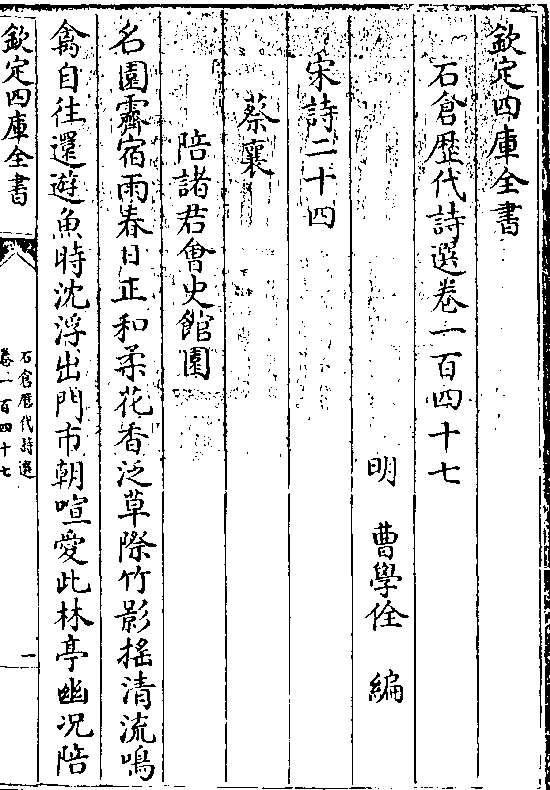 欽定四庫全書
石倉歴代詩選卷一百四十七
明 曹學佺 編
宋詩二十四
蔡襄
陪諸君會史館園
名園霽宿雨春日正和柔花香泛草際竹影搖清流鳴
禽自往還遊魚時沈浮出門市朝喧愛此林亭幽况陪
欽定四庫全書
石倉歴代詩選
卷一百四十七
一